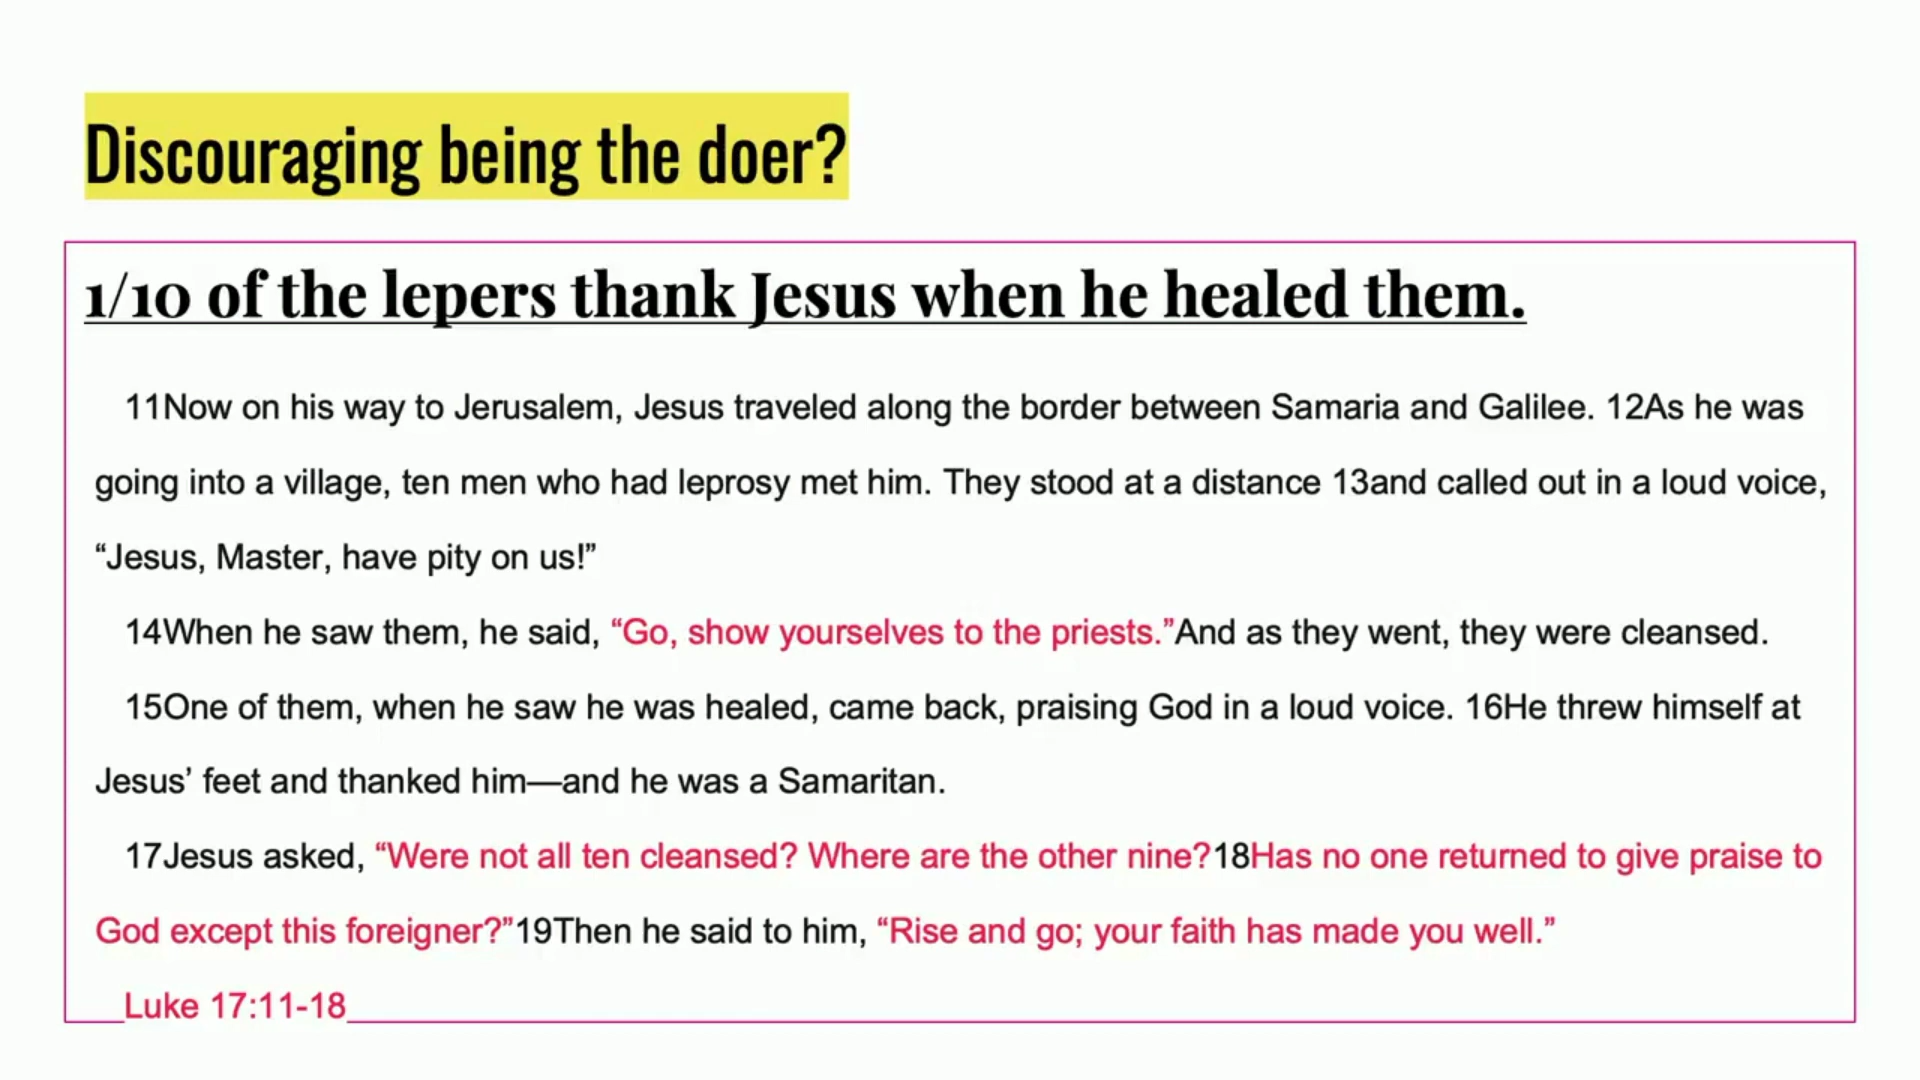 Discouraging being the doer?
1/10 of the lepers thank Jesus when he healed them.
11Now on his way to Jerusalem, Jesus traveled along the border between Samaria and Galilee. 12As he was
going into a village, ten men who had leprosy met him. They stood at a distance 13and called out in a loud voice,
“Jesus, Master, have pity on us!”
14When he saw them, he said, “Go, show yourselves to the priests.”And as they went, they were cleansed.
15One of them, when he saw he was healed, came back, praising God in a loud voice. 16He threw himself at
Jesus’ feet and thanked him—and he was a Samaritan.
17Jesus asked, “Were not all ten cleansed? Where are the other nine?18Has no one returned to give praise to
God except this foreigner?”19Then he said to him, “Rise and go; your faith has made you well.”
Luke 17:11-18